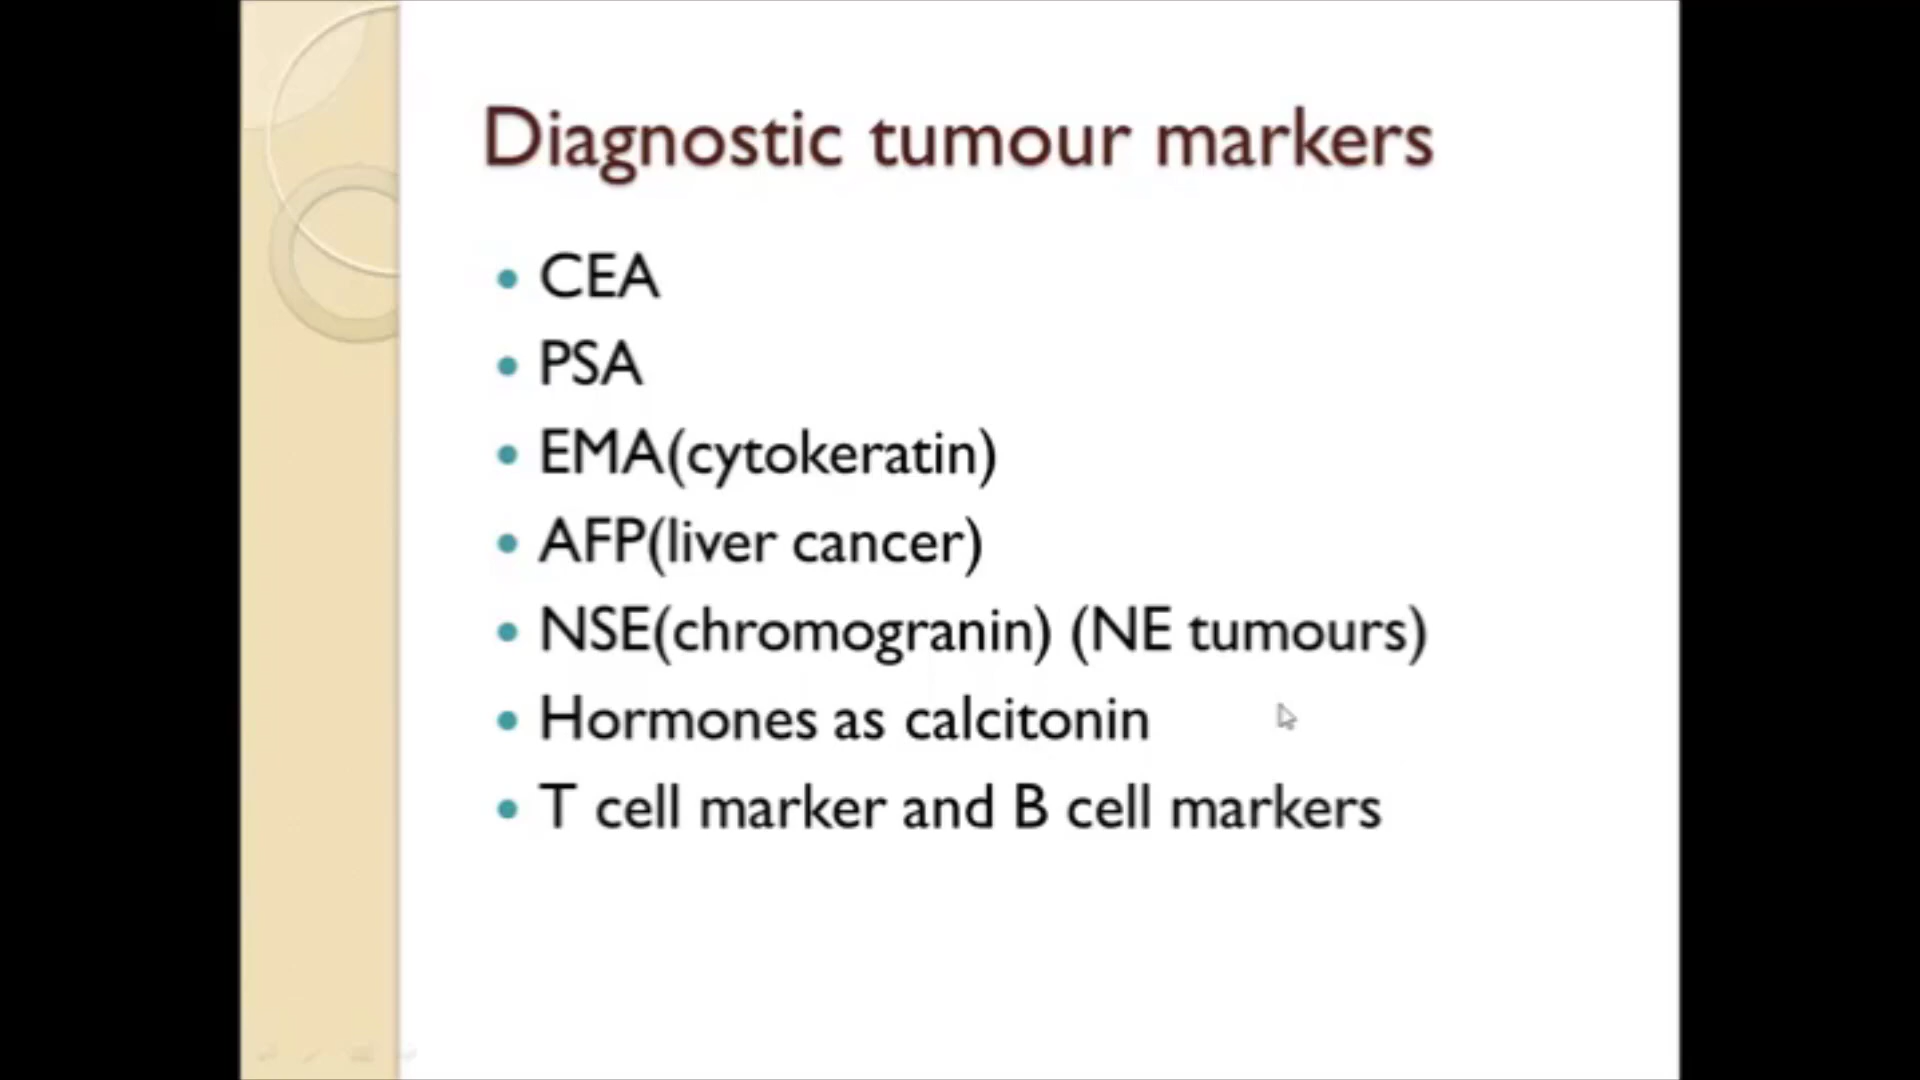 Diagnostic tumour markers
CEA
PSA
EMA(cytokeratin)
AFP(liver cancer)
NSE(chromogranin) (NE tumours)
Hormones as calcitonin
T cell marker and B cell markers